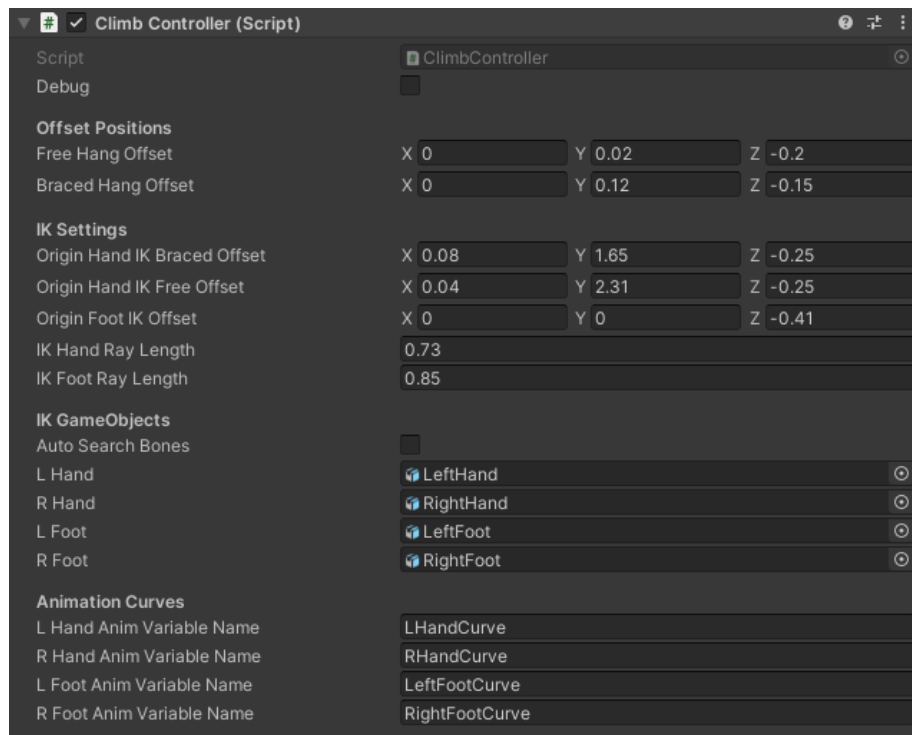 # Climb Controller (Script)
Script # ClimbController
Debug
Offset Positions
Free Hang Offset X 0 Y 0.02 Z -0.2
Braced Hang Offset X 0 Y 0.12 Z -0.15
IK Settings
Origin Hand IK Braced Offset X 0.08 Y 1.65 Z -0.25
Origin Hand IK Free Offset X 0.04 Y 2.31 Z -0.25
Origin Foot IK Offset X 0 Y 0 Z -0.41
IK Hand Ray Length 0.73
IK Foot Ray Length 0.85
IK GameObjects
Auto Search Bones
L Hand LeftHand
R Hand RightHand
L Foot LeftFoot
R Foot RightFoot
Animation Curves
L Hand Anim Variable Name LHandCurve
R Hand Anim Variable Name RHandCurve
L Foot Anim Variable Name LeftFootCurve
R Foot Anim Variable Name RightFootCurve